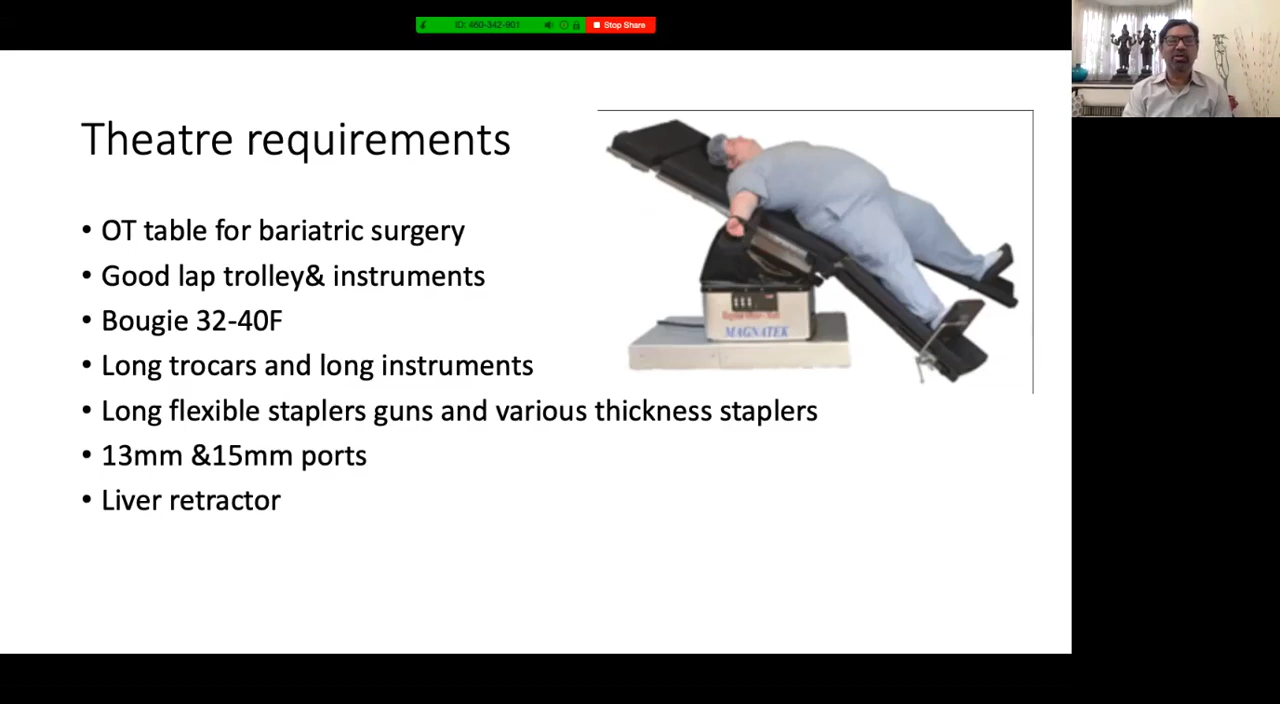 ID: 460-342-901
Stop Share
Theatre requirements
• OT table for bariatric surgery
• Good lap trolley& instruments
• Bougie 32-40F
• Long trocars and long instruments
• Long flexible staplers guns and various thickness staplers
• 13mm &15mm ports
• Liver retractor
MAGNATEK